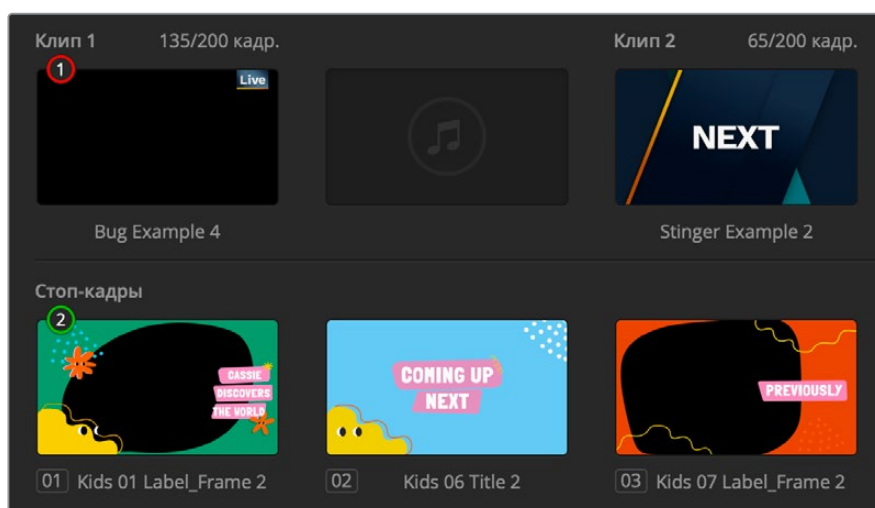 Клип 1 135/200 кадр. Клип 2 65/200 кадр.
1
Live
NEXT
Bug Example 4 Stinger Example 2
Стоп-кадры
2
CASSIE
DISCOVERS
THE WORLD
COMING UP
NEXT
PREVIOUSLY
01 Kids 01 Label_Frame 2 02 Kids 06 Title 2 03 Kids 07 Label_Frame 2